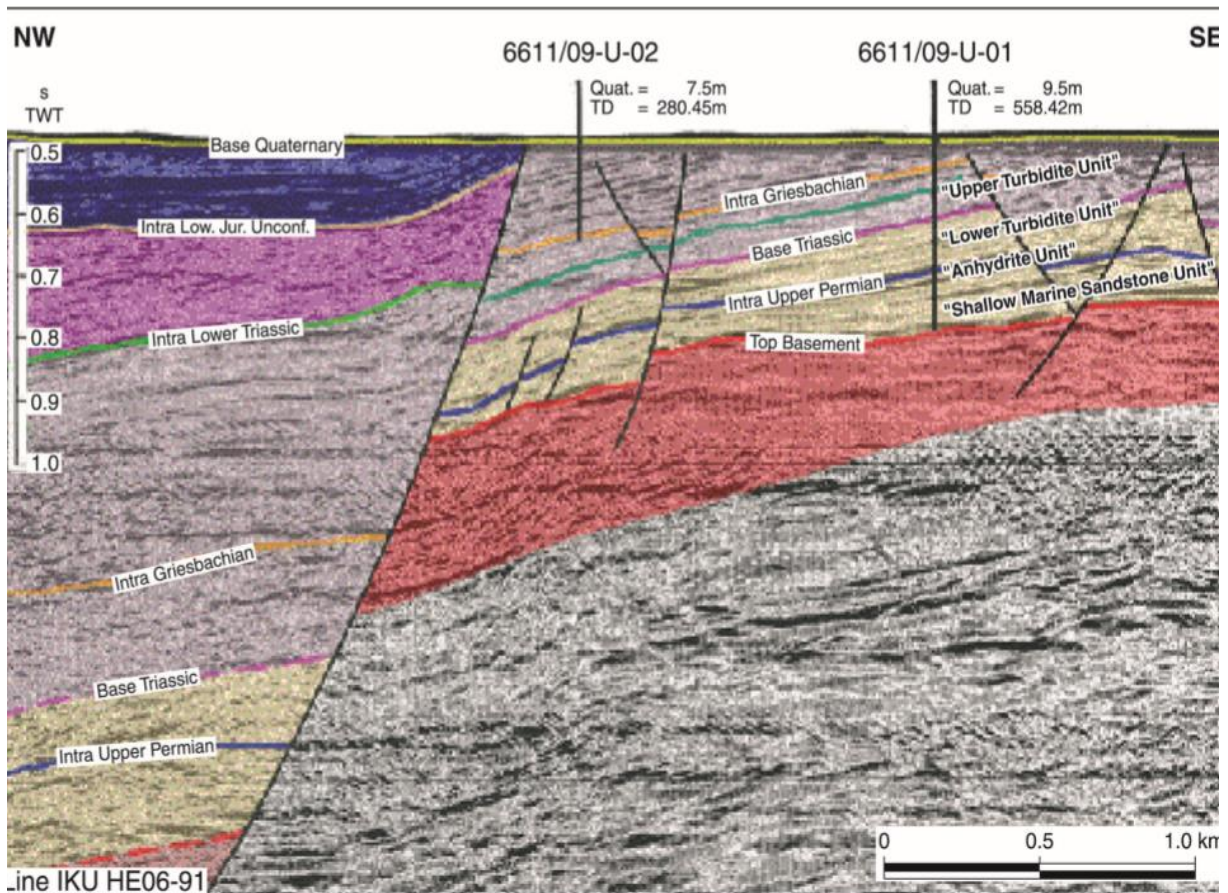 NW
SE
6611/09-U-02
6611/09-U-01
Quat. = 7.5m
TD = 280.45m
Quat. = 9.5m
TD = 558.42m
s
TWT
0.5
0.6
0.7
0.8
0.9
1.0
Base Quaternary
Intra Low. Jur. Unconf.
Intra Lower Triassic
Intra Griesbachian
Base Triassic
Intra Upper Permian
Intra Griesbachian
Base Triassic
Intra Upper Permian
Top Basement
"Upper Turbidite Unit"
"Lower Turbidite Unit"
"Anhydrite Unit"
"Shallow Marine Sandstone Unit"
0 0.5 1.0 km
Line IKU HE06-91